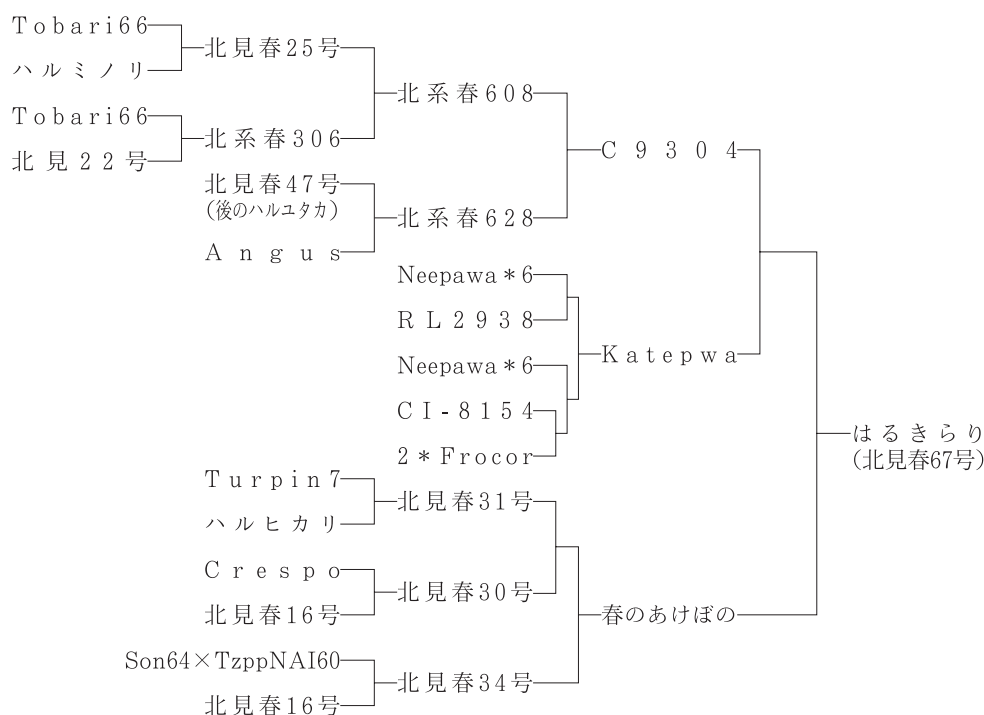 Tobari66
北見春25号
ハルミノリ
北系春608
Tobari66
北系春306
北見22号
C9304
北見春47号
(後のハルユタカ)
北系春628
Angus
Neepawa*6
RL2938
Katepwa
Neepawa*6
CI-8154
2*Frocor
はるきらり
(北見春67号)
Turpin7
北見春31号
ハルヒカリ
Crespo
北見春30号
北見春16号
春のあけぼの
Son64×TzppNAI60
北見春34号
北見春16号